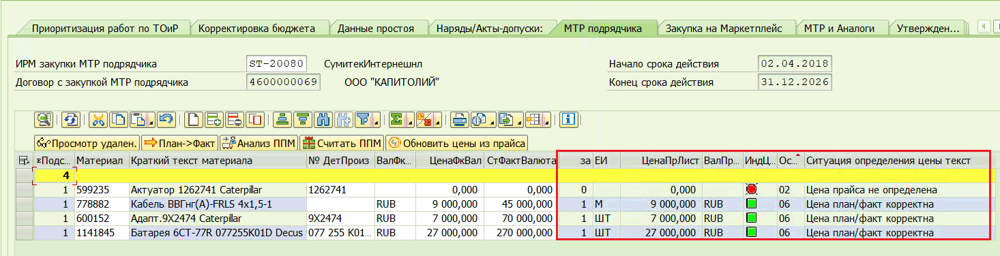 Приоритизация работ по ТОиР Корректировка бюджета Данные простоя Наряды/Акты-допуски: МТР подрядчика Закупка на Маркетплейс МТР и Аналоги Утвержден...
ИРМ закупки МТР подрядчика ST-20080 СумитекИнтернешнл Начало срока действия 02.04.2018
Договор с закупкой МТР подрядчика 4600000069 ООО "КАПИТОЛИЙ" Конец срока действия 31.12.2026
Просмотр удален. План->Факт Анализ ППМ Считать ППМ Обновить цены из прайса
εПодс... Материал Краткий текст материала № ДетПроиз ВалФк... ЦенаФкВал СтФактВалюта за ЕИ ЦенаПрЛист ВалПр... ИндЦ... Ос... Ситуация определения цены текст
4
1 599235 Актуатор 1262741 Caterpillar 1262741 0,000 0,000 0 0,000 02 Цена прайса не определена
1 778882 Кабель ВВГнг(А)-FRLS 4x1,5-1 RUB 9 000,000 45 000,000 1 М 9 000,000 RUB 06 Цена план/факт корректна
1 600152 Адапт.9X2474 Caterpillar 9X2474 RUB 7 000,000 70 000,000 1 ШТ 7 000,000 RUB 06 Цена план/факт корректна
1 1141845 Батарея 6СТ-77R 077255K01D Decus 077 255 K01... RUB 27 000,000 270 000,000 1 ШТ 27 000,000 RUB 06 Цена план/факт корректна